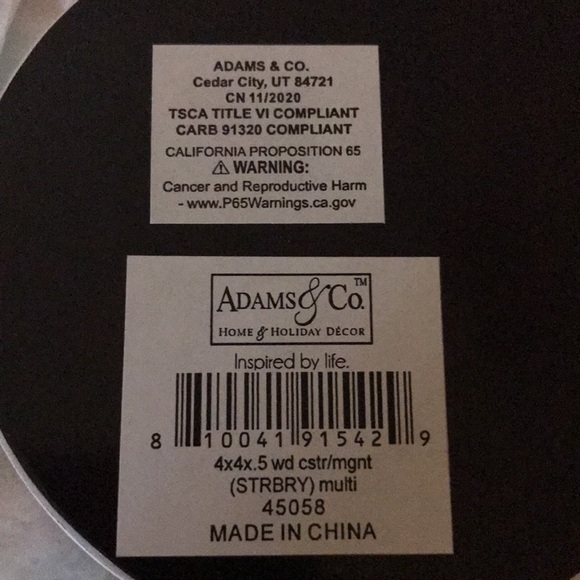 ADAMS & CO.
Cedar City, UT 84721
CN 11/2020
TSCA TITLE VI COMPLIANT
CARB 91320 COMPLIANT
CALIFORNIA PROPOSITION 65
⚠ WARNING:
Cancer and Reproductive Harm
- www.P65Warnings.ca.gov
ADAMS & CO.™
HOME & HOLIDAY DÉCOR
Inspired by life.
8 10041 91542 9
4x4x.5 wd cstr/mgnt
(STRBRY) multi
45058
MADE IN CHINA